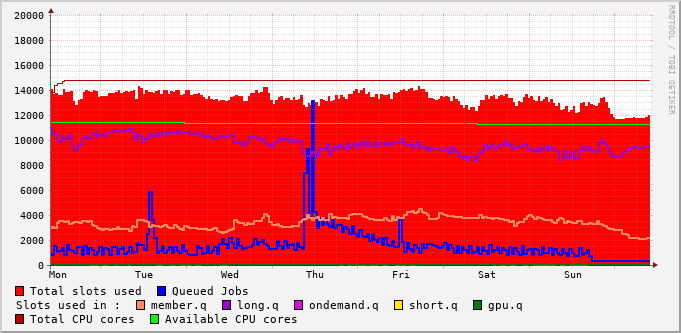 20000
18000
16000
14000
12000
10000
8000
6000
4000
2000
0
Mon Tue Wed Thu Fri Sat Sun
RRDTOOL / TOBI OETIKER
Total slots used Queued Jobs
Slots used in : member.q long.q ondemand.q short.q gpu.q
Total CPU cores Available CPU cores